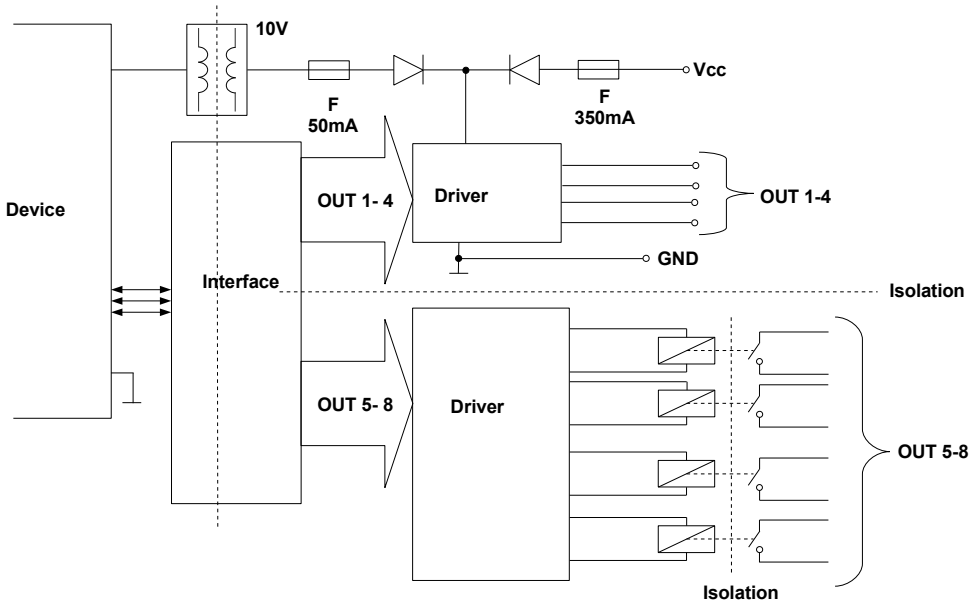 10V
Vcc
F
50mA
F
350mA
Device
OUT 1- 4
Driver
OUT 1-4
GND
Interface
Isolation
OUT 5- 8
Driver
OUT 5-8
Isolation